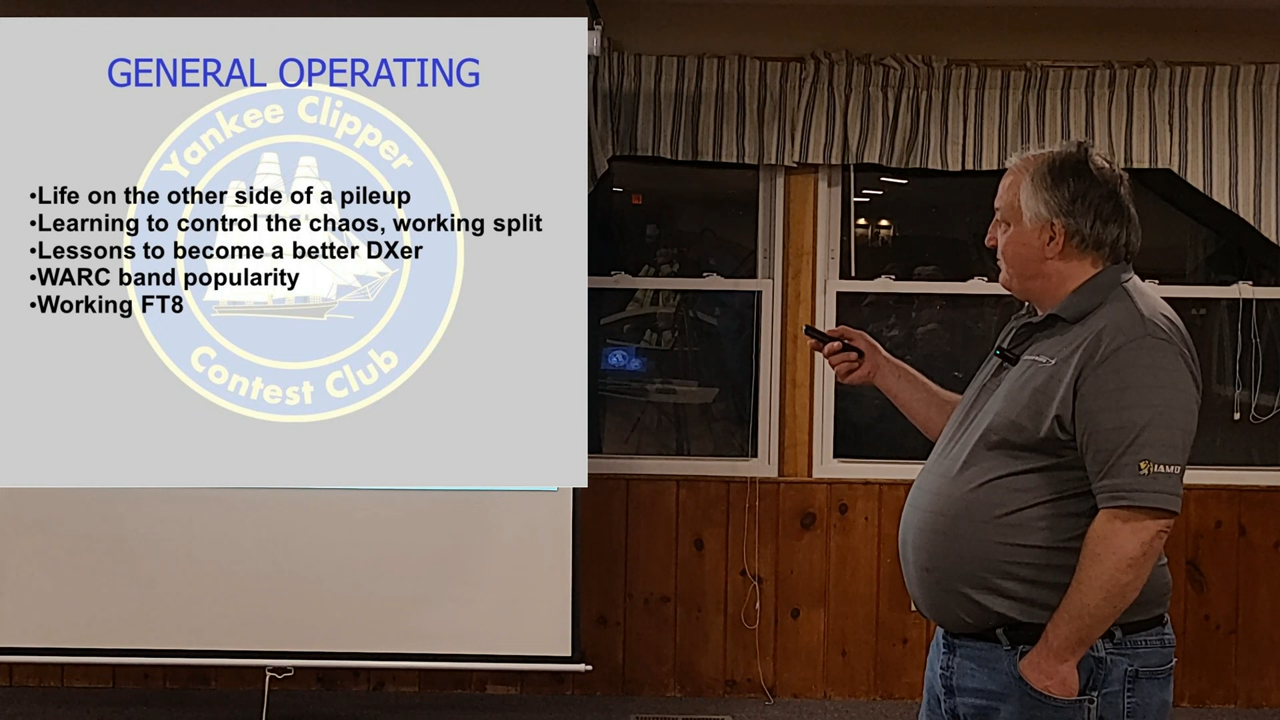 GENERAL OPERATING
Yankee Clipper
•Life on the other side of a pileup
•Learning to control the chaos, working split
•Lessons to become a better DXer
•WARC band popularity
•Working FT8
Contest Club
IAMD